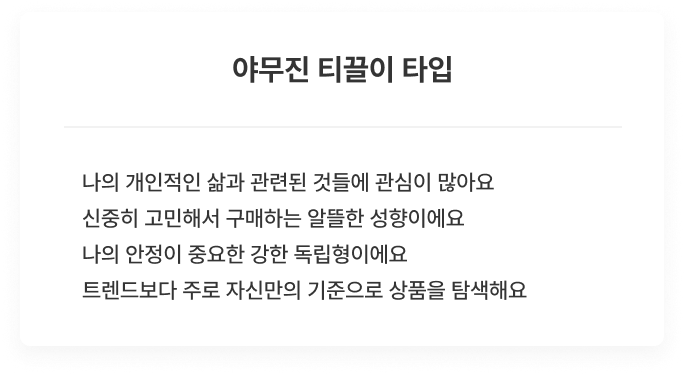 야무진 티끌이 타입
나의 개인적인 삶과 관련된 것들에 관심이 많아요
신중히 고민해서 구매하는 알뜰한 성향이에요
나의 안정이 중요한 강한 독립형이에요
트렌드보다 주로 자신만의 기준으로 상품을 탐색해요